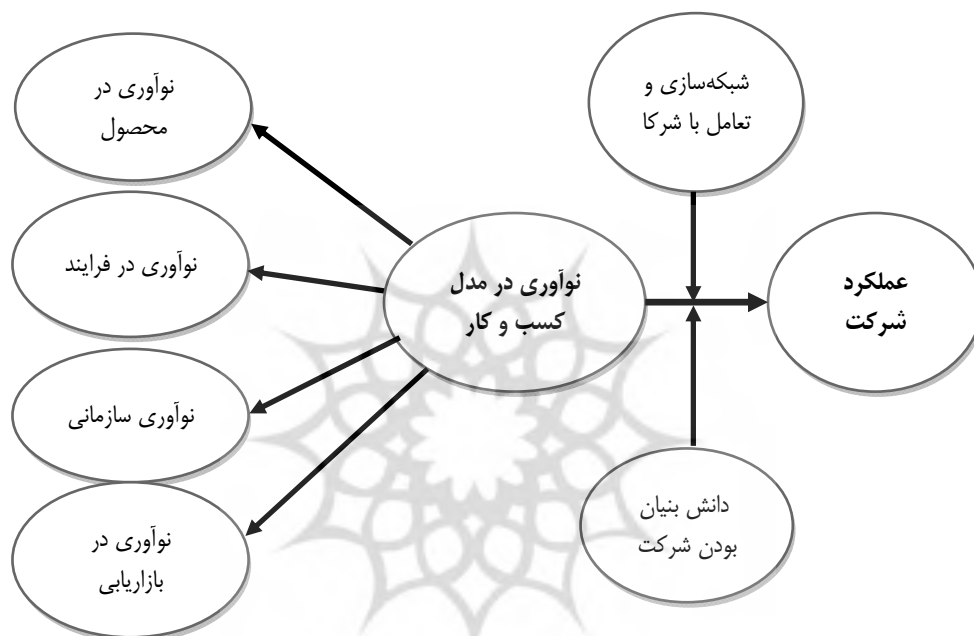 شبکه‌سازی و
تعامل با شرکا
عملکرد
شرکت
دانش بنیان
بودن شرکت
نوآوری در مدل
کسب و کار
نوآوری در
محصول
نوآوری در فرایند
نوآوری سازمانی
نوآوری در
بازاریابی